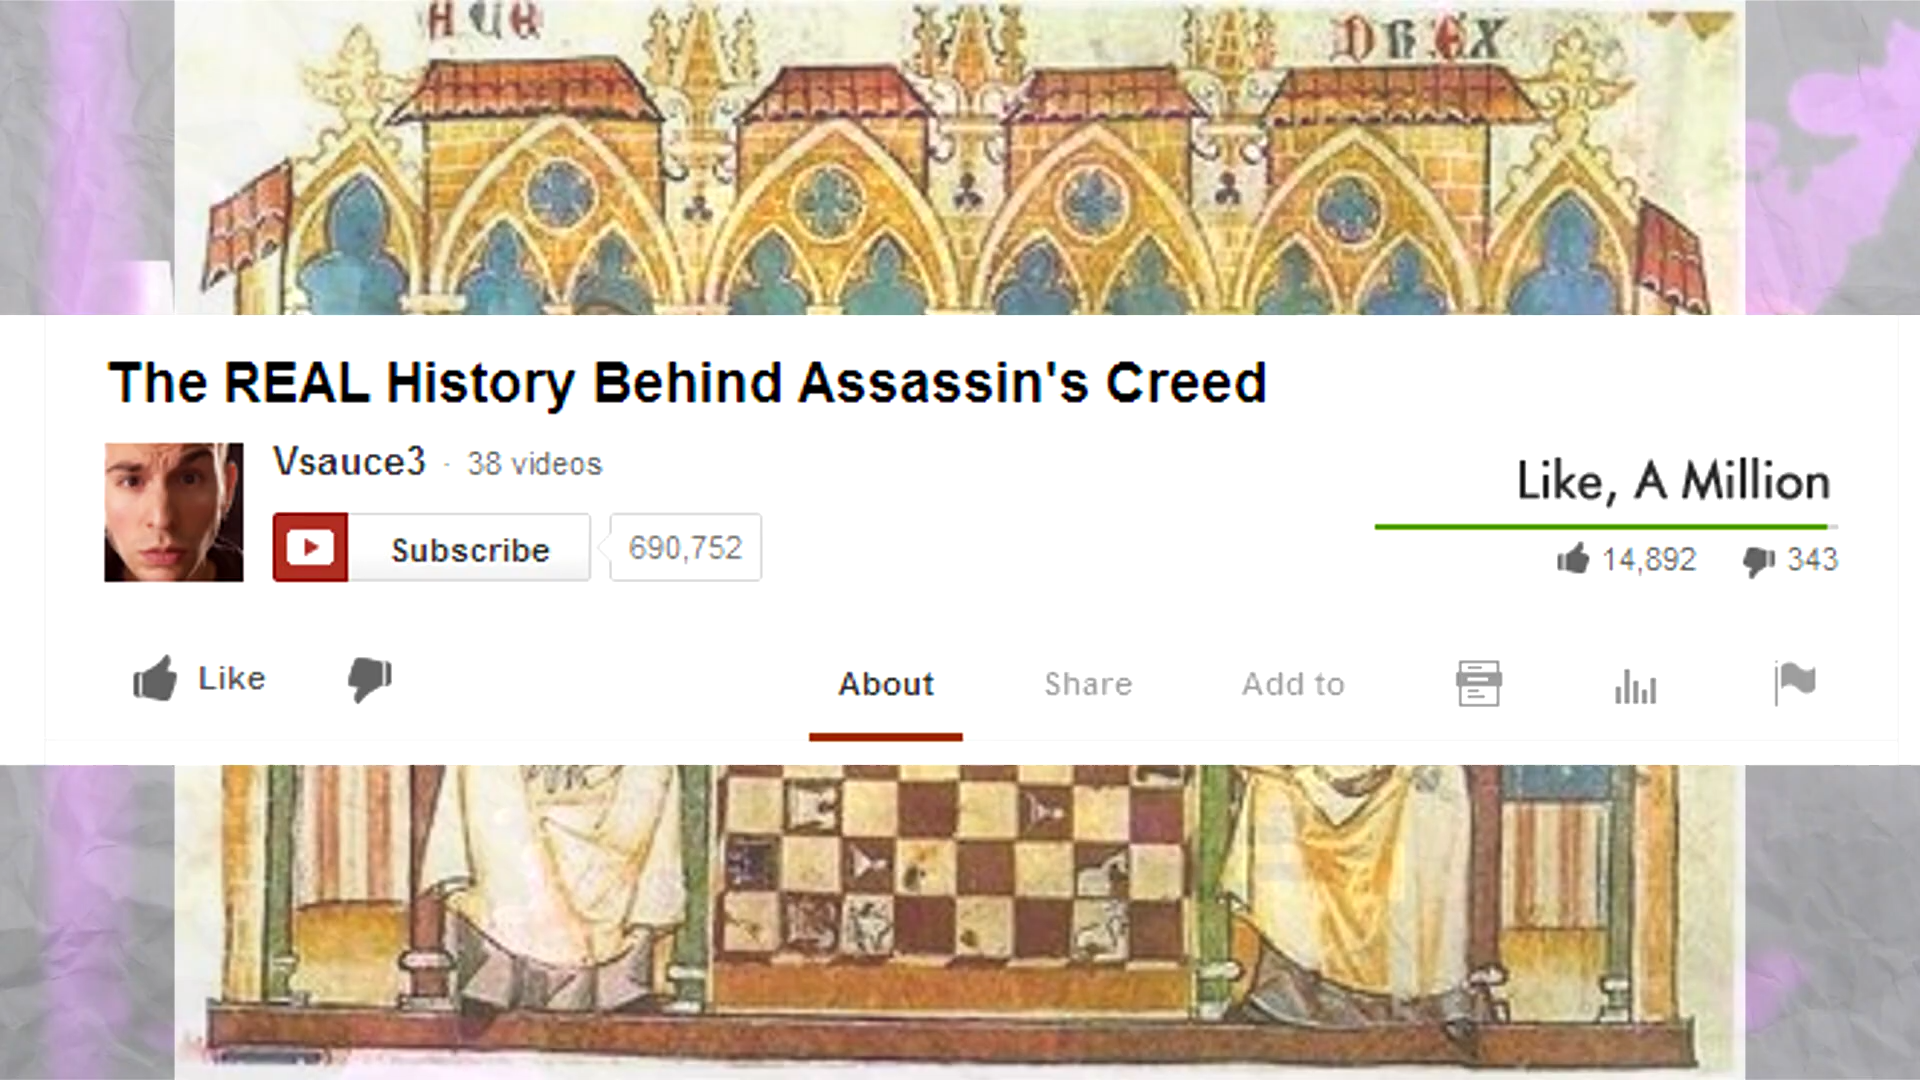 The REAL History Behind Assassin's Creed
Vsauce3 · 38 videos
Like, A Million
Subscribe 690,752
14,892 343
Like About Share Add to